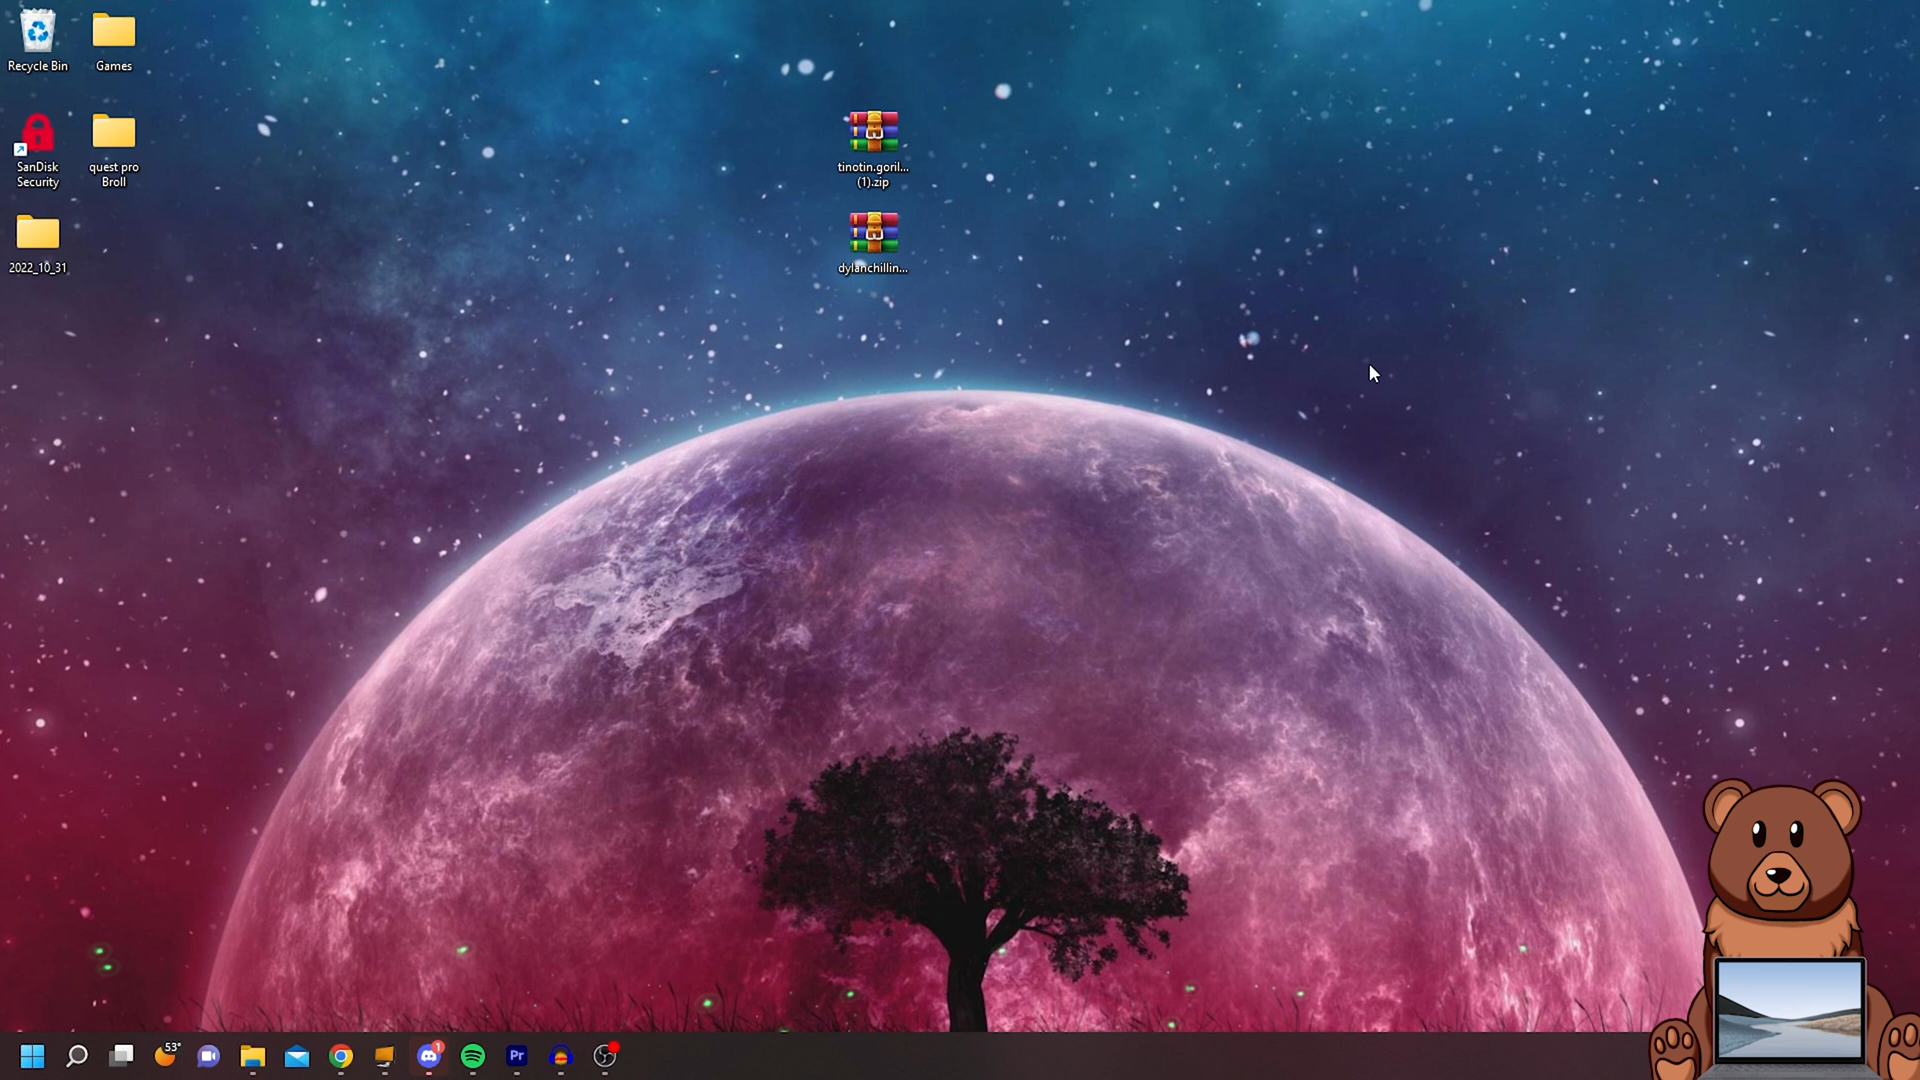 Recycle Bin
Games
SanDisk
Security
quest pro
Broll
2022_10_31
tinotin.goril...
(1).zip
dylanchillin...
53°
1
Pr